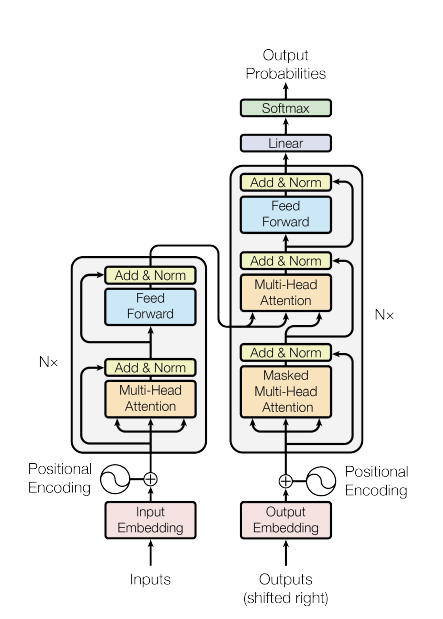 Output
Probabilities
Softmax
Linear
Add & Norm
Feed
Forward
Add & Norm
Multi-Head
Attention
Add & Norm
Masked
Multi-Head
Attention
N×
Add & Norm
Feed
Forward
Add & Norm
Multi-Head
Attention
N×
Positional
Encoding
Positional
Encoding
Input
Embedding
Output
Embedding
Inputs
Outputs
(shifted right)